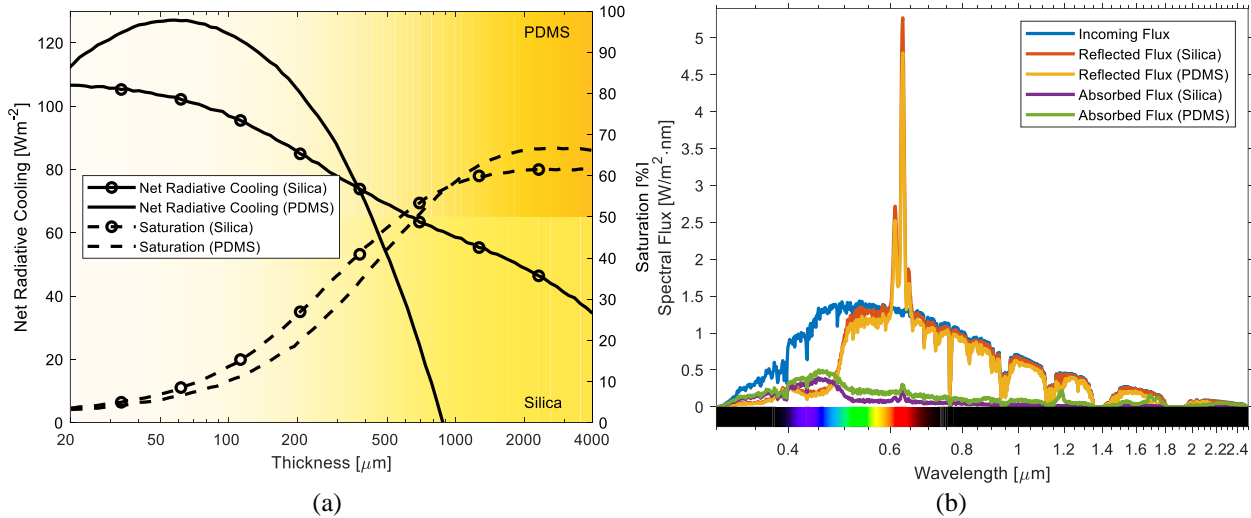 Net Radiative Cooling [Wm-2]
120
100
80
60
40
20
0
PDMS
Silica
Net Radiative Cooling (Silica)
Net Radiative Cooling (PDMS)
Saturation (Silica)
Saturation (PDMS)
100
90
80
70
60
50
40
30
20
10
0
Saturation [%]
20 50 100 200 500 1000 2000 4000
Thickness [μm]
(a)
Spectral Flux [W/m2·nm]
5
4.5
4
3.5
3
2.5
2
1.5
1
0.5
0
Incoming Flux
Reflected Flux (Silica)
Reflected Flux (PDMS)
Absorbed Flux (Silica)
Absorbed Flux (PDMS)
0.4 0.6 0.8 1 1.2 1.4 1.6 1.8 2 2.22.4
Wavelength [μm]
(b)